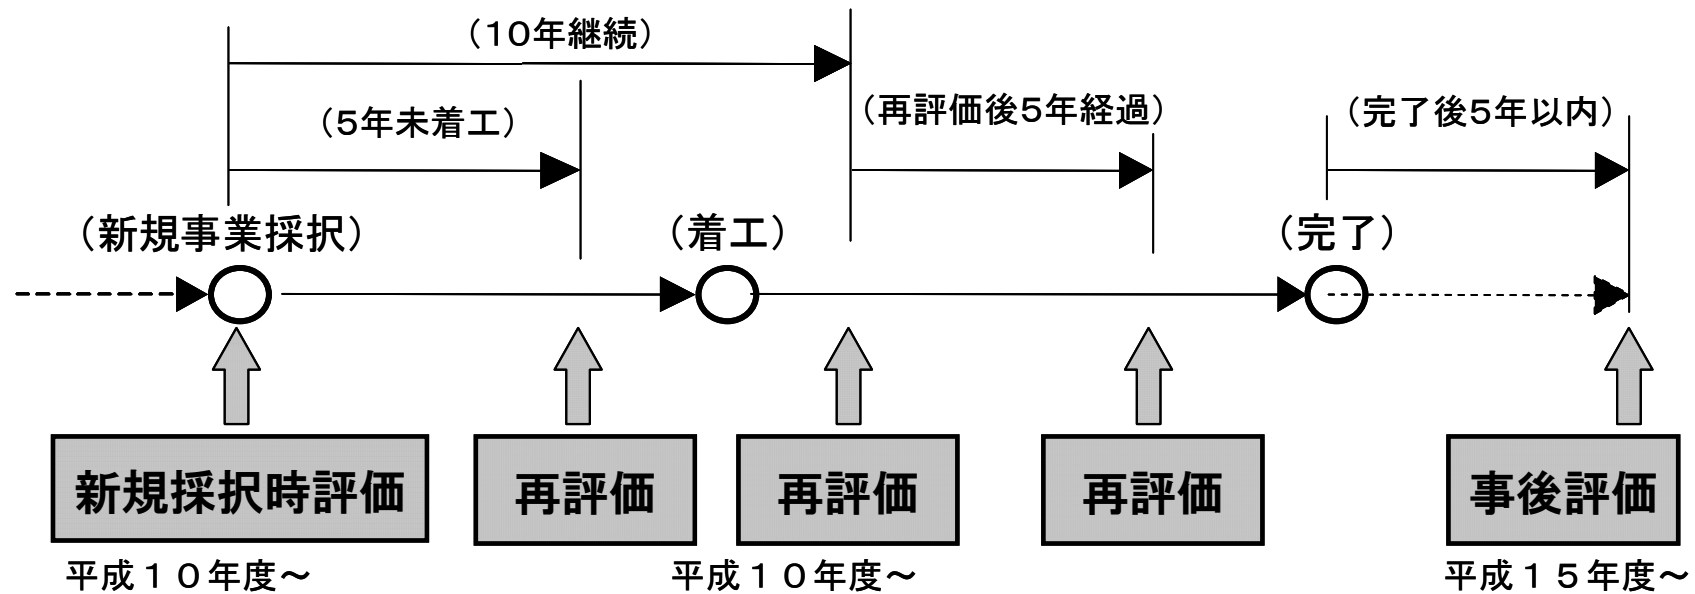 （１０年継続）
（５年未着工）
（再評価後５年経過）
（完了後５年以内）
（新規事業採択）
（着工）
（完了）
新規採択時評価
再評価
再評価
再評価
事後評価
平成１０年度～
平成１０年度～
平成１５年度～